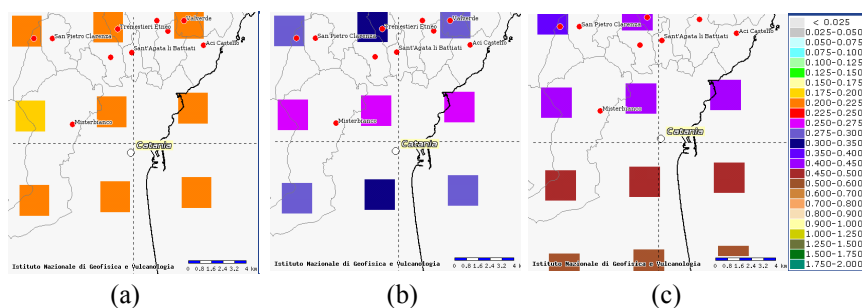 Tremestieri Etneo
Valverde
San Pietro Clarenza
Sant'Agata li Battiati
Aci Castello
Misterbianco
Catania
0 0.8 1.6 2.4 3.2 4 km
Istituto Nazionale di Geofisica e Vulcanologia
(a)
Tremestieri Etneo
Valverde
San Pietro Clarenza
Sant'Agata li Battiati
Aci Castello
Misterbianco
Catania
0 0.8 1.6 2.4 3.2 4 km
Istituto Nazionale di Geofisica e Vulcanologia
(b)
San Pietro Clarenza
Aci Castello
Sant'Agata li Battiati
Misterbianco
Catania
0 0.8 1.6 2.4 3.2 4 km
Istituto Nazionale di Geofisica e Vulcanologia
(c)
< 0.025
0.025-0.050
0.050-0.075
0.075-0.100
0.100-0.125
0.125-0.150
0.150-0.175
0.175-0.200
0.200-0.225
0.225-0.250
0.250-0.275
0.275-0.300
0.300-0.350
0.350-0.400
0.400-0.450
0.450-0.500
0.500-0.600
0.600-0.700
0.700-0.800
0.800-0.900
0.900-1.000
1.000-1.250
1.250-1.500
1.500-1.750
1.750-2.000